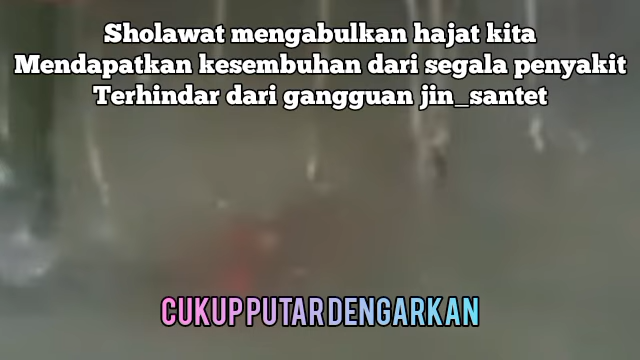 Sholawat mengabulkan hajat kita
Mendapatkan kesembuhan dari segala penyakit
Terhindar dari gangguan jin_santet
CUKUP PUTAR DENGARKAN